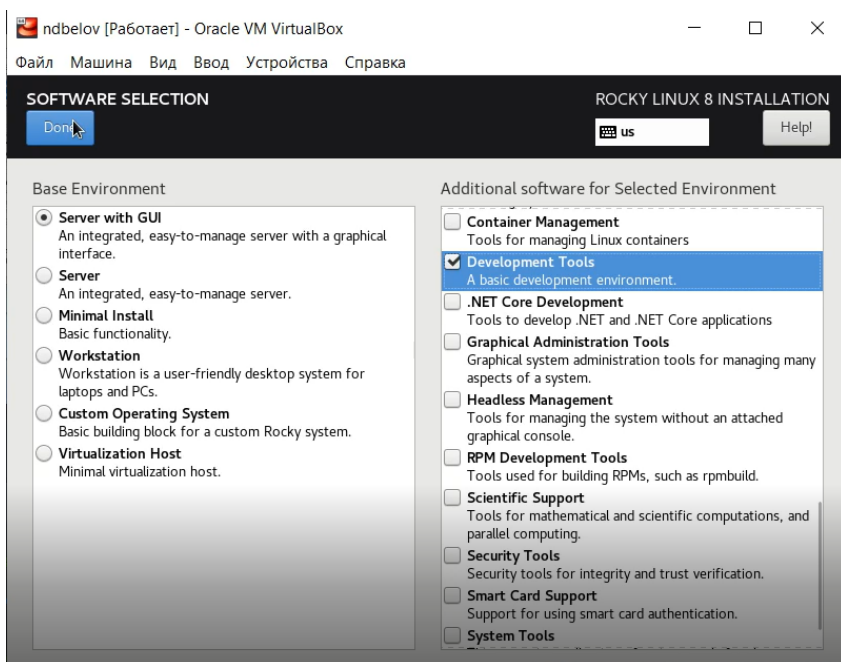 ndbelov [Работает] - Oracle VM VirtualBox
Файл Машина Вид Ввод Устройства Справка
SOFTWARE SELECTION
ROCKY LINUX 8 INSTALLATION
Done
us
Help!
Base Environment
Server with GUI
An integrated, easy-to-manage server with a graphical
interface.
Server
An integrated, easy-to-manage server.
Minimal Install
Basic functionality.
Workstation
Workstation is a user-friendly desktop system for
laptops and PCs.
Custom Operating System
Basic building block for a custom Rocky system.
Virtualization Host
Minimal virtualization host.
Additional software for Selected Environment
Container Management
Tools for managing Linux containers
Development Tools
A basic development environment.
.NET Core Development
Tools to develop .NET and .NET Core applications
Graphical Administration Tools
Graphical system administration tools for managing many
aspects of a system.
Headless Management
Tools for managing the system without an attached
graphical console.
RPM Development Tools
Tools used for building RPMs, such as rpmbuild.
Scientific Support
Tools for mathematical and scientific computations, and
parallel computing.
Security Tools
Security tools for integrity and trust verification.
Smart Card Support
Support for using smart card authentication.
System Tools